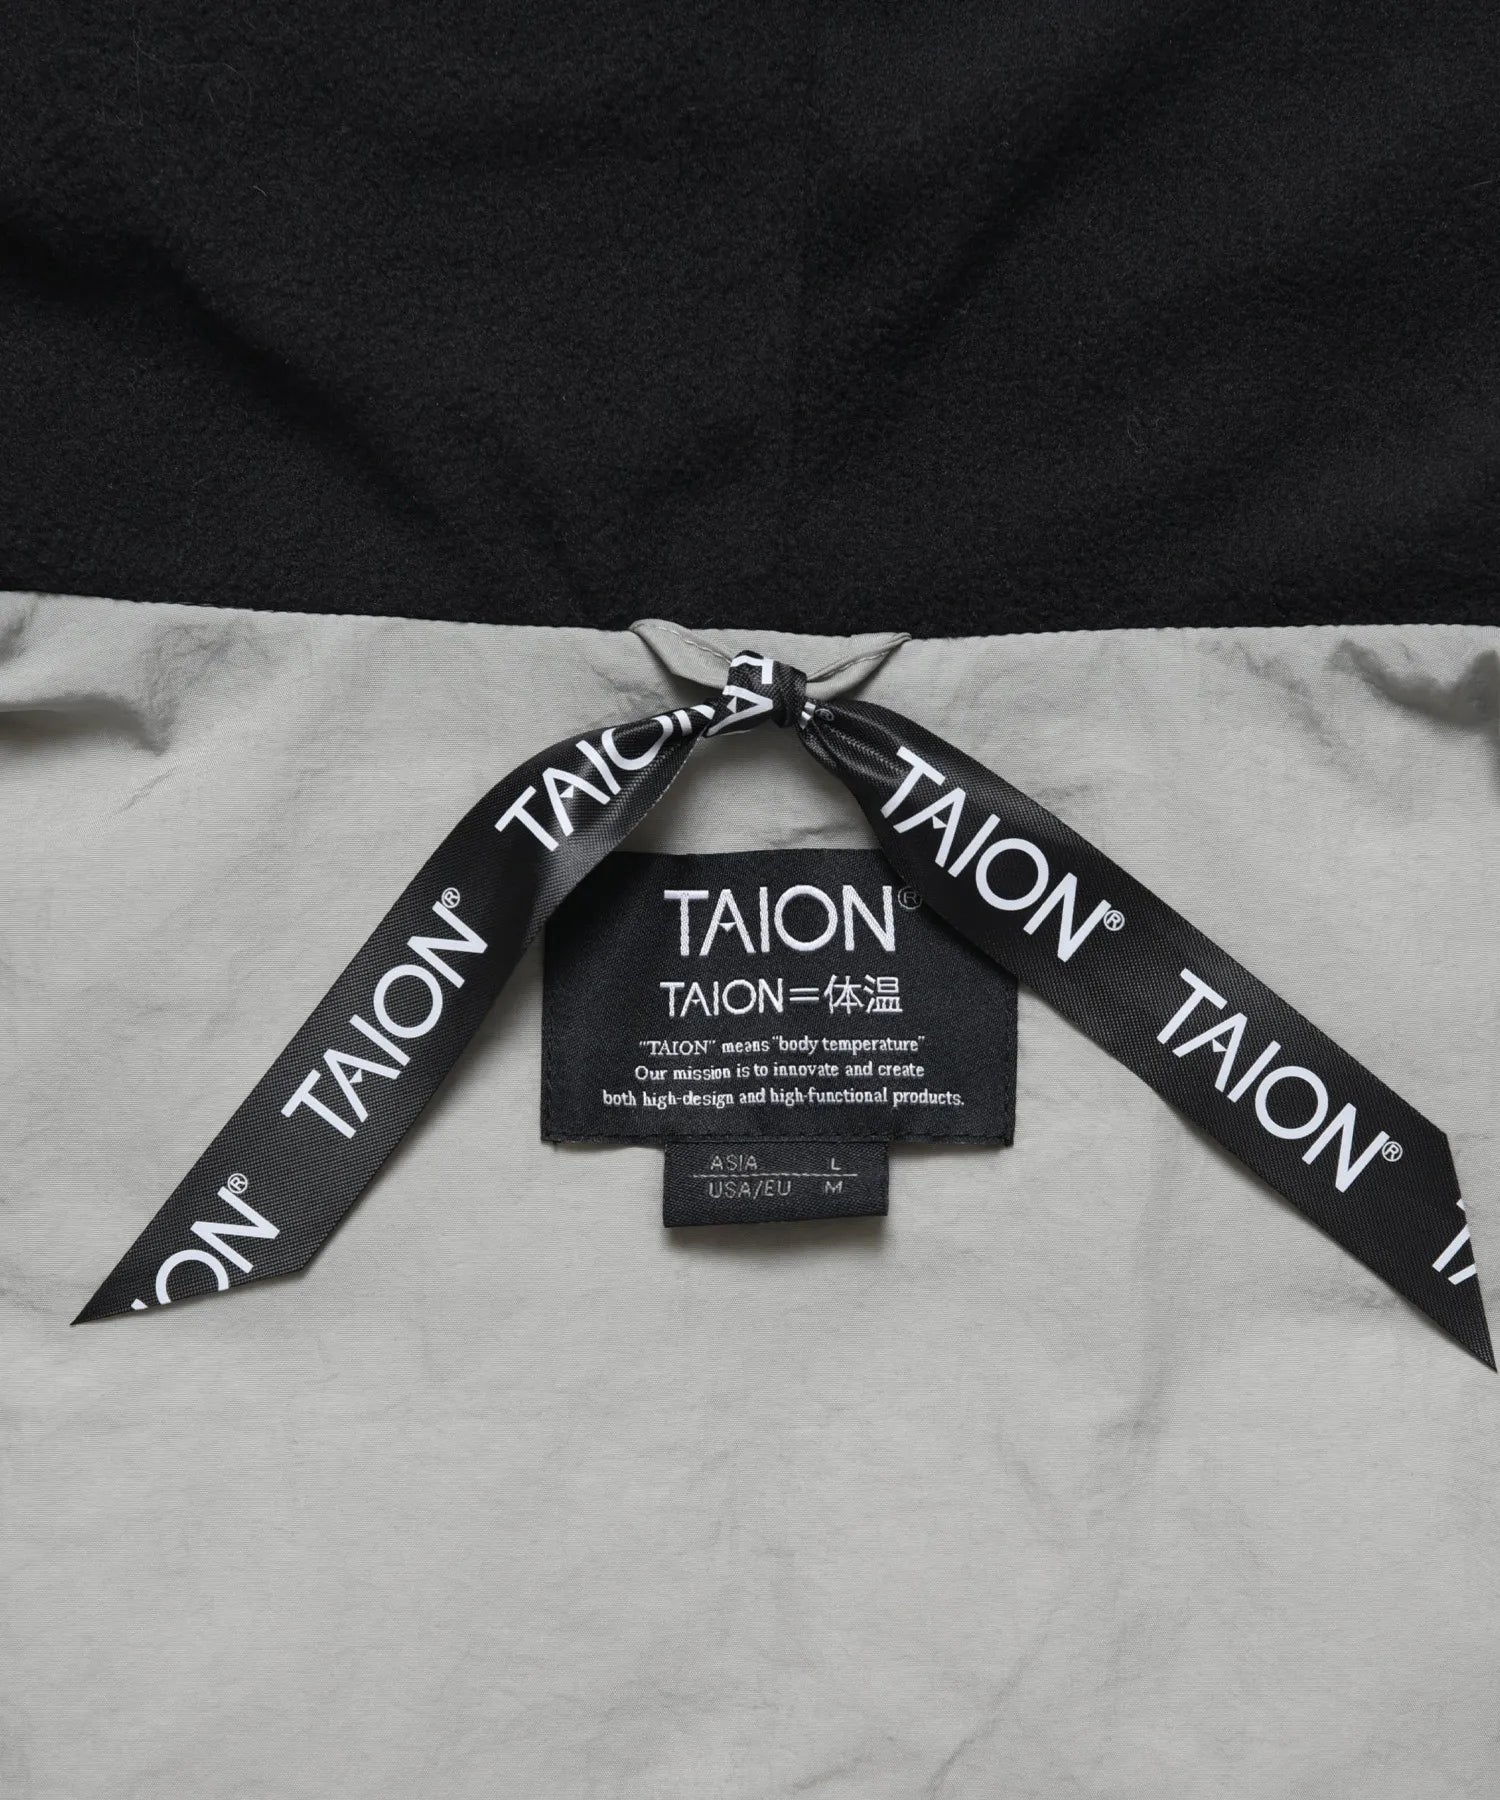 TAION
TAION®
TAION®
TAION®
TAION®
ION®
TAION®
TAION=体温
"TAION" means "body temperature"
Our mission is to innovate and create
both high-design and high-functional products.
ASIA L
USA/EU M